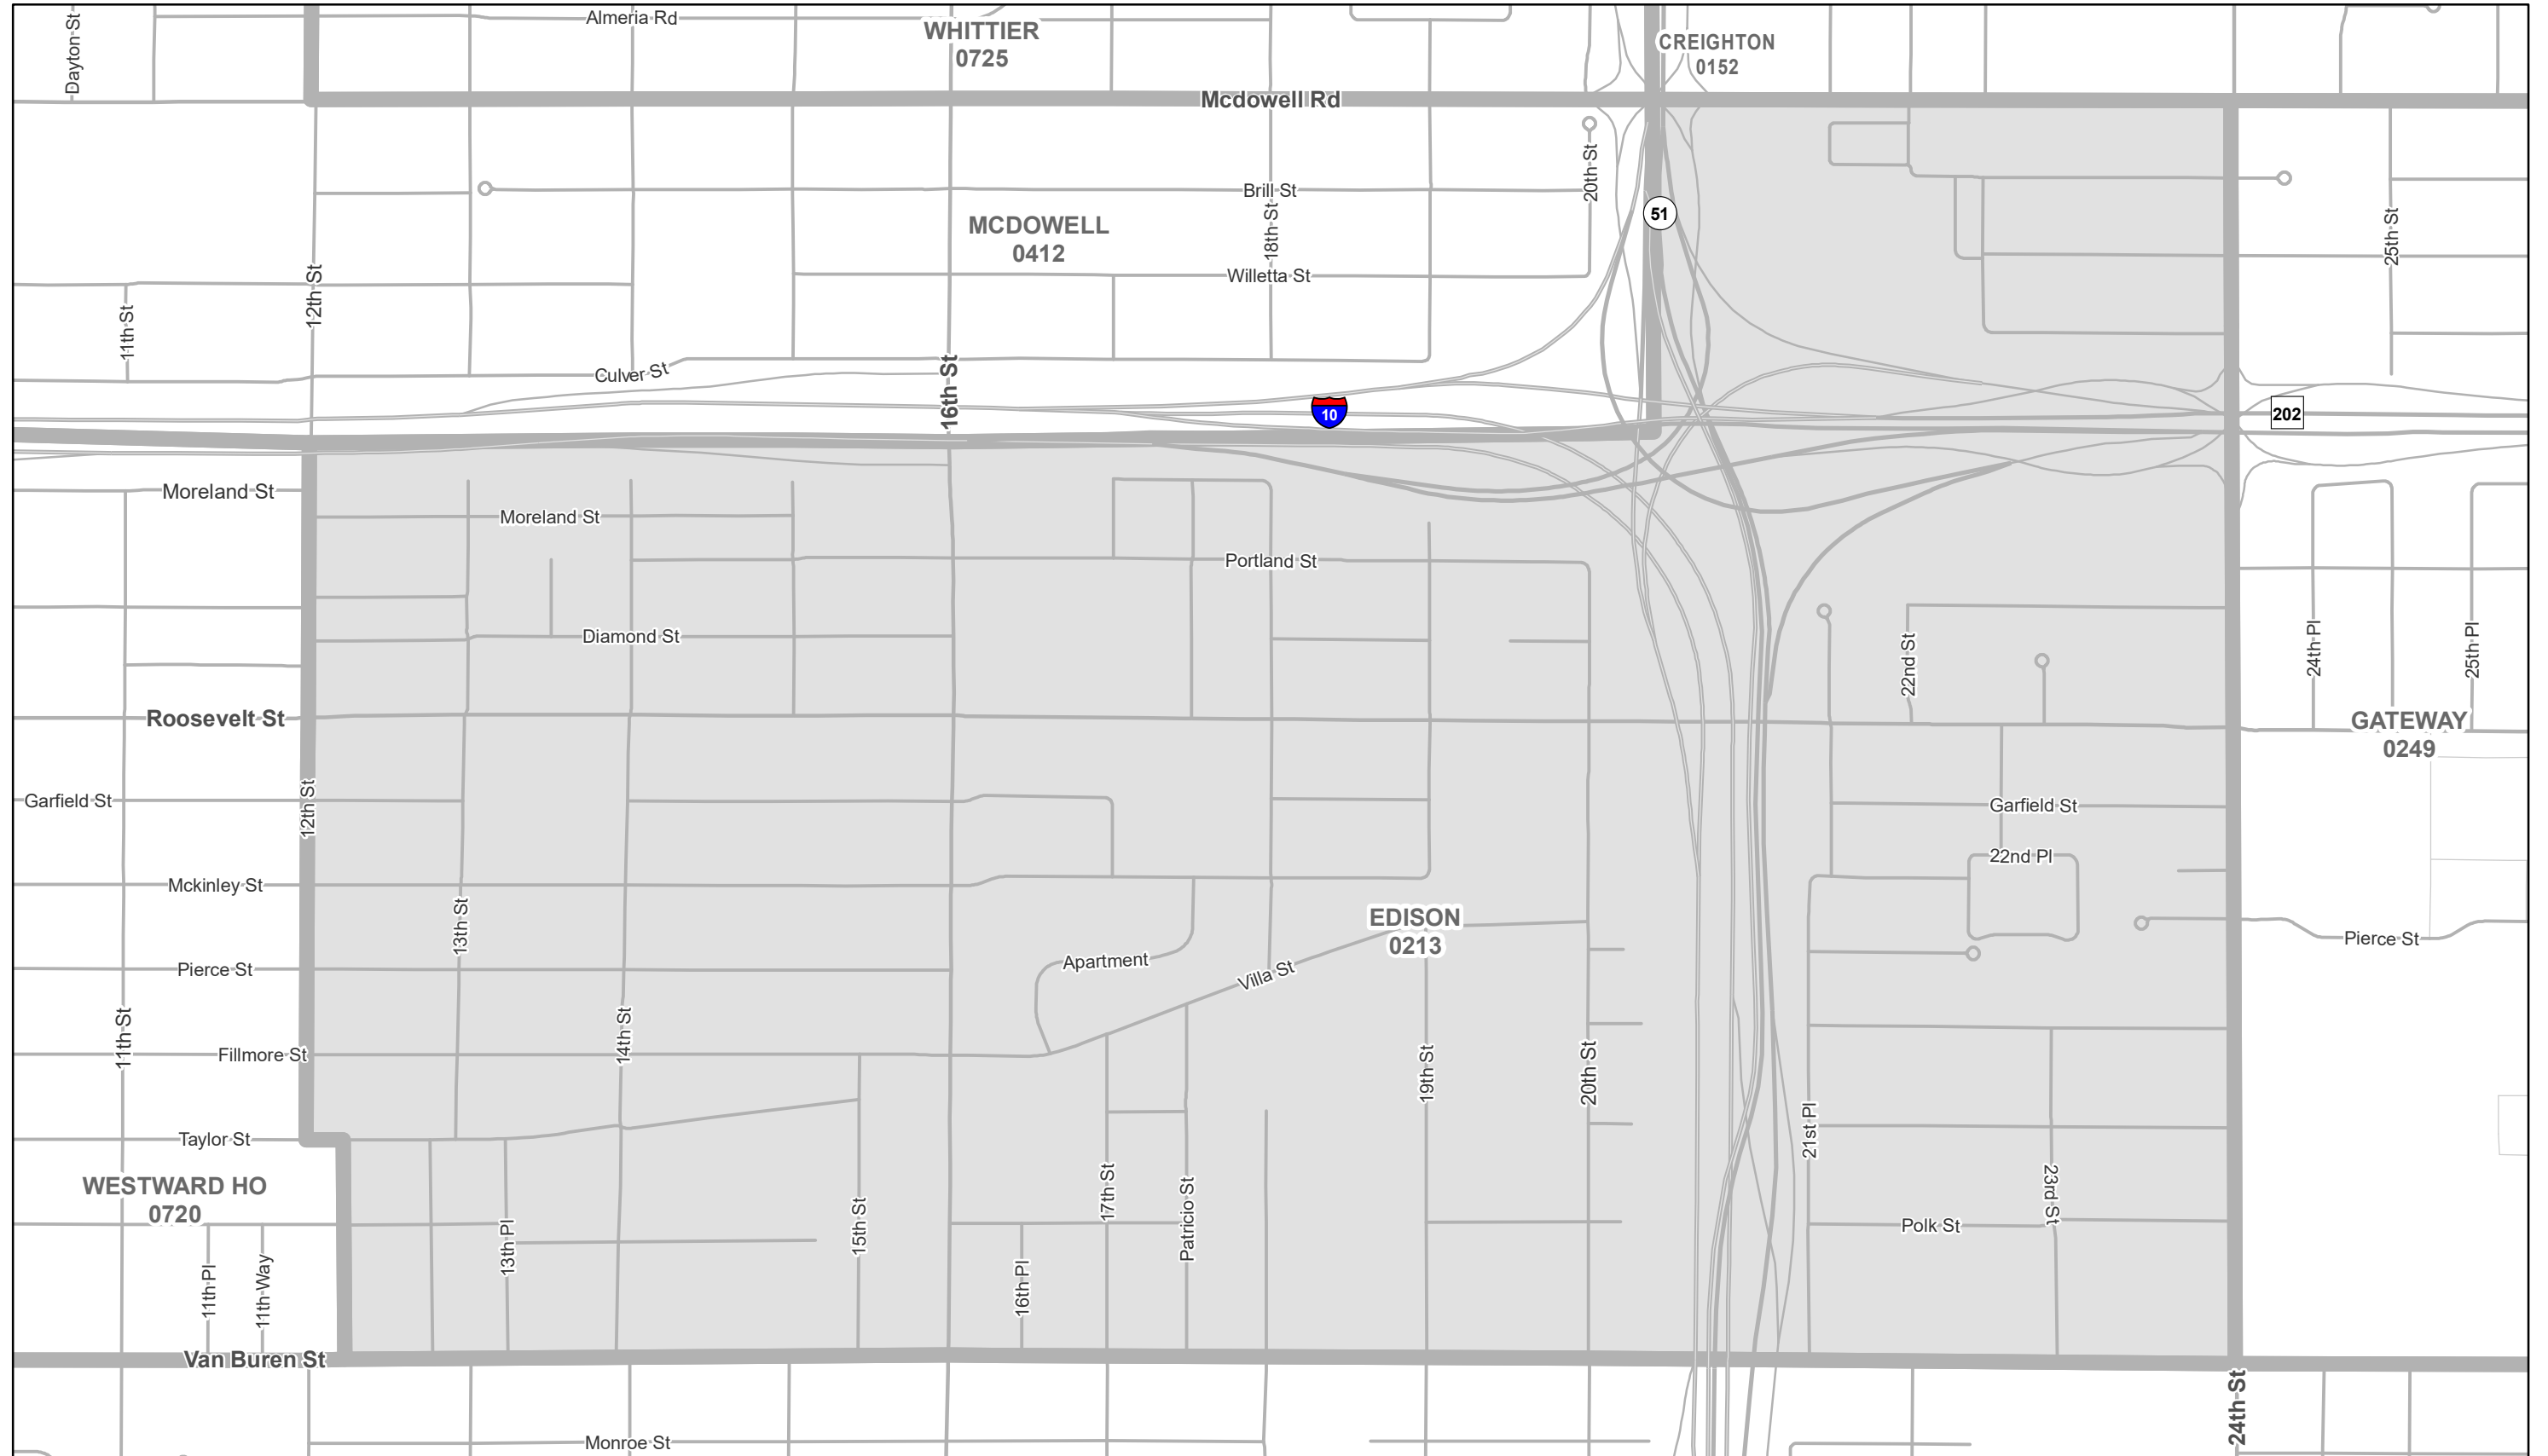 Dayton St
Almeria Rd
WHITTIER
0725
CREIGHTON
0152
Mcdowell Rd
20th St
Brill St
51
MCDOWELL
0412
18th St
25th St
12th St
Willetta St
11th St
Culver St
16th St
10
202
Moreland St
Moreland St
Portland St
Diamond St
22nd St
24th Pl
25th Pl
Roosevelt St
GATEWAY
0249
Garfield St
12th St
Garfield St
22nd Pl
Mckinley St
13th St
EDISON
0213
Pierce St
Pierce St
Apartment
Villa St
11th St
14th St
Fillmore St
19th St
20th St
21st Pl
Taylor St
WESTWARD HO
0720
17th St
Patricio St
23rd St
15th St
13th Pl
Polk St
11th Pl
11th Way
16th Pl
Van Buren St
24th St
Monroe St